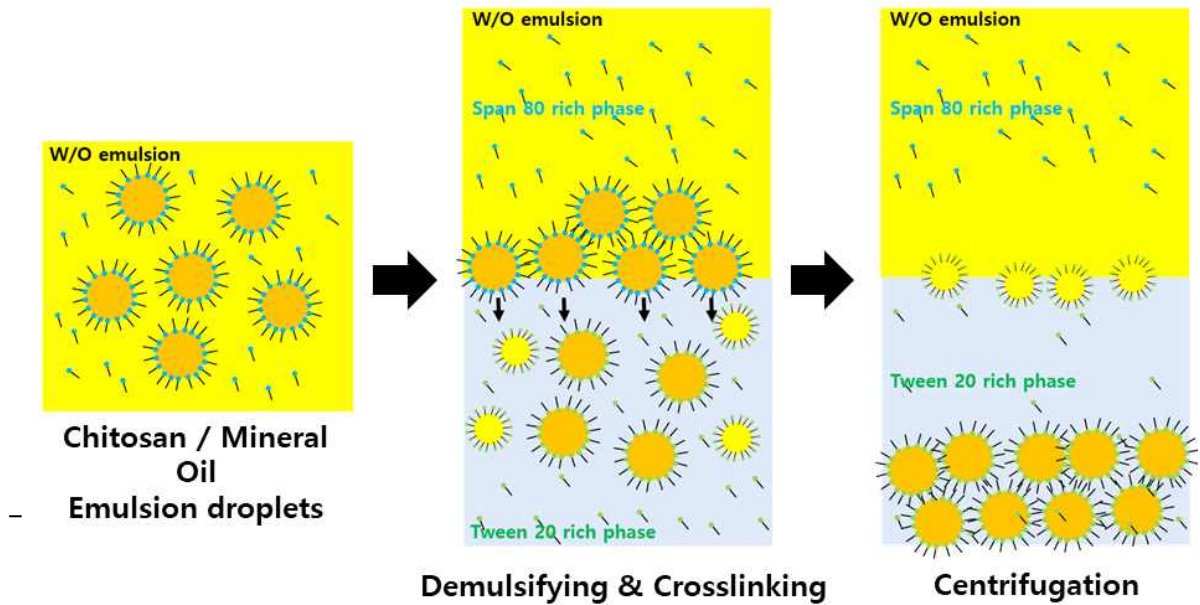 W/O emulsion
Chitosan / Mineral
Oil
Emulsion droplets
W/O emulsion
Span 80 rich phase
Tween 20 rich phase
Demulsifying & Crosslinking
W/O emulsion
Span 80 rich phase
Tween 20 rich phase
Centrifugation